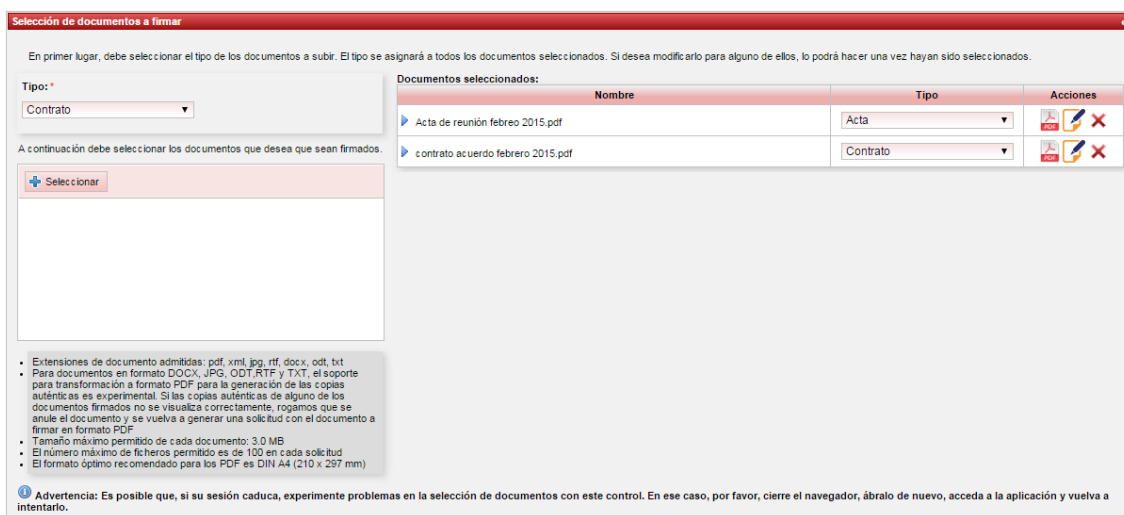 Selección de documentos a firmar
En primer lugar, debe seleccionar el tipo de los documentos a subir. El tipo se asignará a todos los documentos seleccionados. Si desea modificarlo para alguno de ellos, lo podrá hacer una vez hayan sido seleccionados.
Tipo: *
Contrato
A continuación debe seleccionar los documentos que desea que sean firmados.
Seleccionar
Documentos seleccionados:
Nombre Tipo Acciones
Acta de reunión febreo 2015.pdf Acta PDF
contrato acuerdo febrero 2015.pdf Contrato PDF
Extensiones de documento admitidas: pdf, xml, jpg, rtf, docx, odt, txt
Para documentos en formato DOCX, JPG, ODT,RTF y TXT, el soporte
para transformación a formato PDF para la generación de las copias
auténticas es experimental. Si las copias auténticas de alguno de los
documentos firmados no se visualiza correctamente, rogamos que se
anule el documento y se vuelva a generar una solicitud con el documento a
firmar en formato PDF
Tamaño máximo permitido de cada documento: 3.0 MB
El número máximo de ficheros permitido es de 100 en cada solicitud
El formato óptimo recomendado para los PDF es DIN A4 (210 x 297 mm)
Advertencia: Es posible que, si su sesión caduca, experimente problemas en la selección de documentos con este control. En ese caso, por favor, cierre el navegador, ábralo de nuevo, acceda a la aplicación y vuelva a
intentarlo.